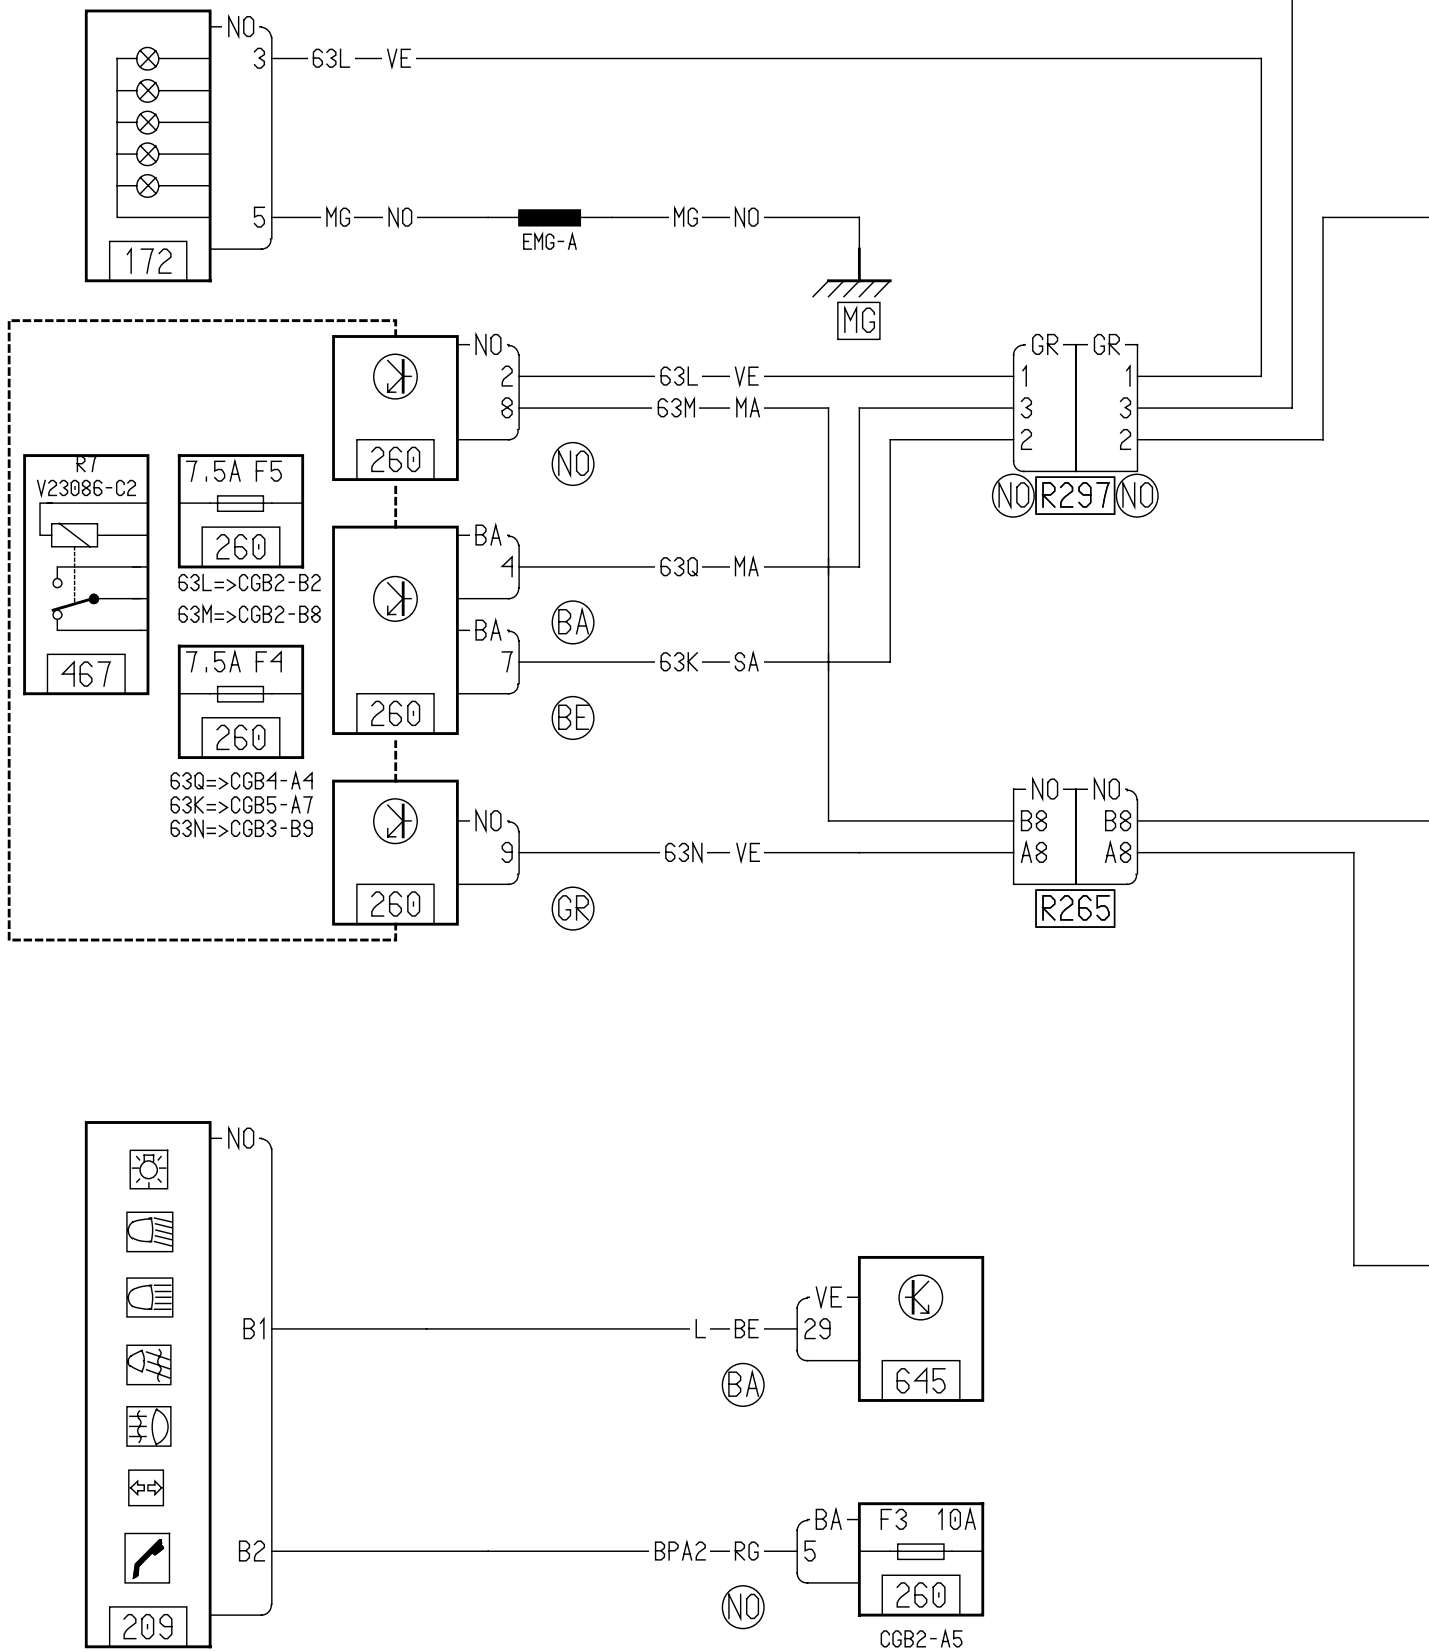 NO
3 63L VE
5 MG NO MG NO
EMG-A
172
MG
NO
2 63L VE
8 63M MA
260
NO
GR GR
1 1
3 3
2 2
NO R297 NO
R7
V23086-C2
467
7.5A F5
260
63L=>CGB2-B2
63M=>CGB2-B8
7.5A F4
260
63Q=>CGB4-A4
63K=>CGB5-A7
63N=>CGB3-B9
BA
4 63Q MA
BA
BA
7 63K SA
260
BE
NO
9 63N VE
260
GR
NO NO
B8 B8
A8 A8
R265
NO
B1 L BE
BA
VE
29
645
B2 BPA2 RG
NO
BA
5
F3 10A
260
CGB2-A5
209